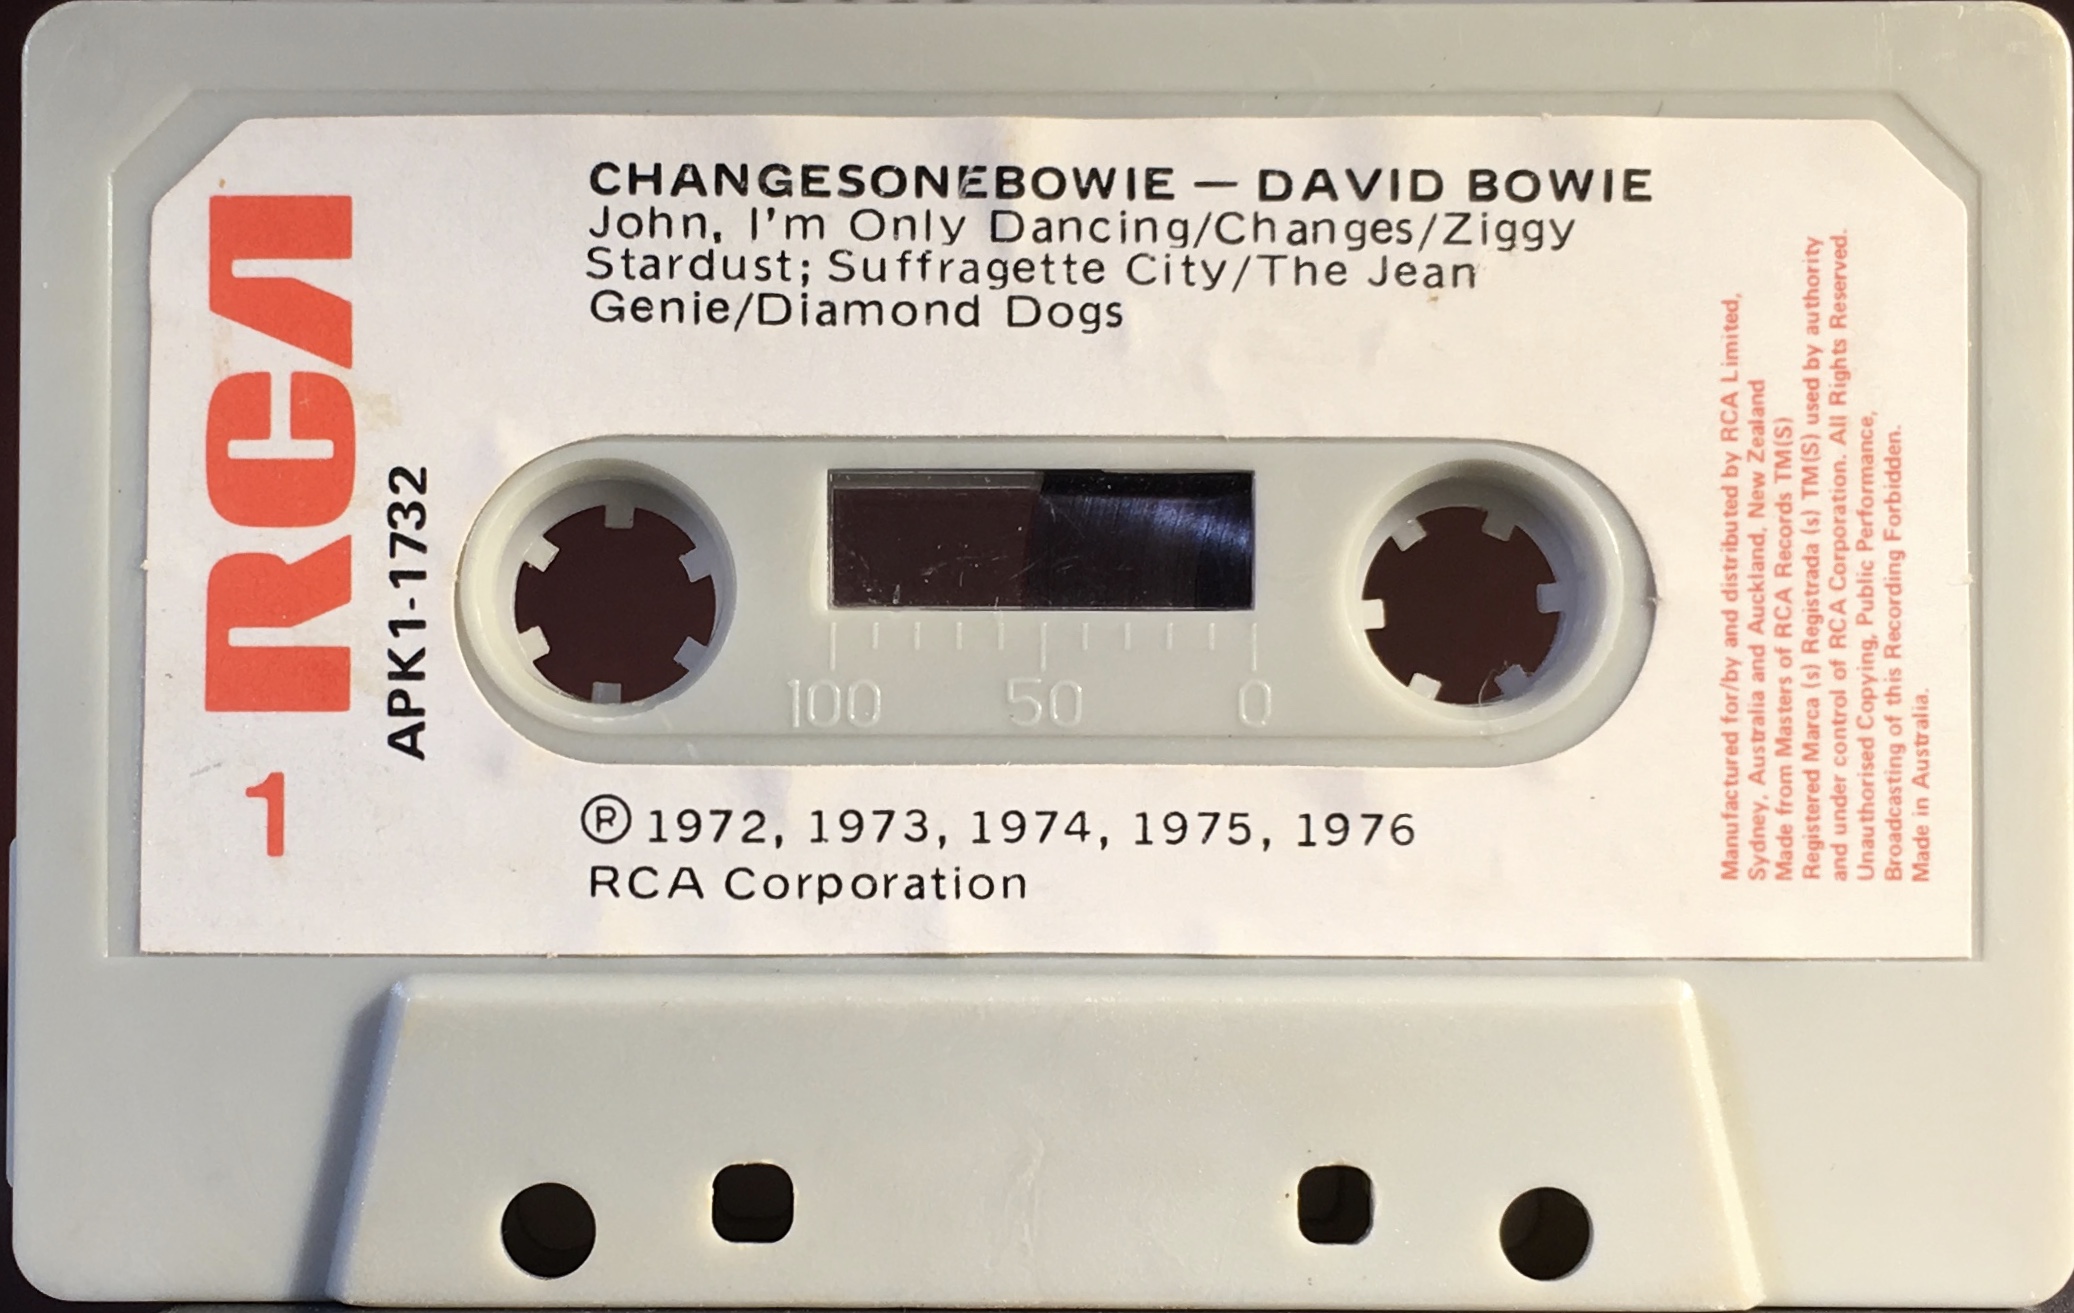 CHANGESONEBOWIE — DAVID BOWIE
John, I'm Only Dancing/Changes/Ziggy
Stardust; Suffragette City/The Jean
Genie/Diamond Dogs
RCA
1
APK1-1732
100 50 0
Ⓟ 1972, 1973, 1974, 1975, 1976
RCA Corporation
Manufactured for/by and distributed by RCA Limited,
Sydney, Australia and Auckland, New Zealand
Made from Masters of RCA Records TM(S)
Registered Marca (s) Registrada (s) TM(S) used by authority
and under control of RCA Corporation. All Rights Reserved.
Unauthorised Copying, Public Performance,
Broadcasting of this Recording Forbidden.
Made in Australia.